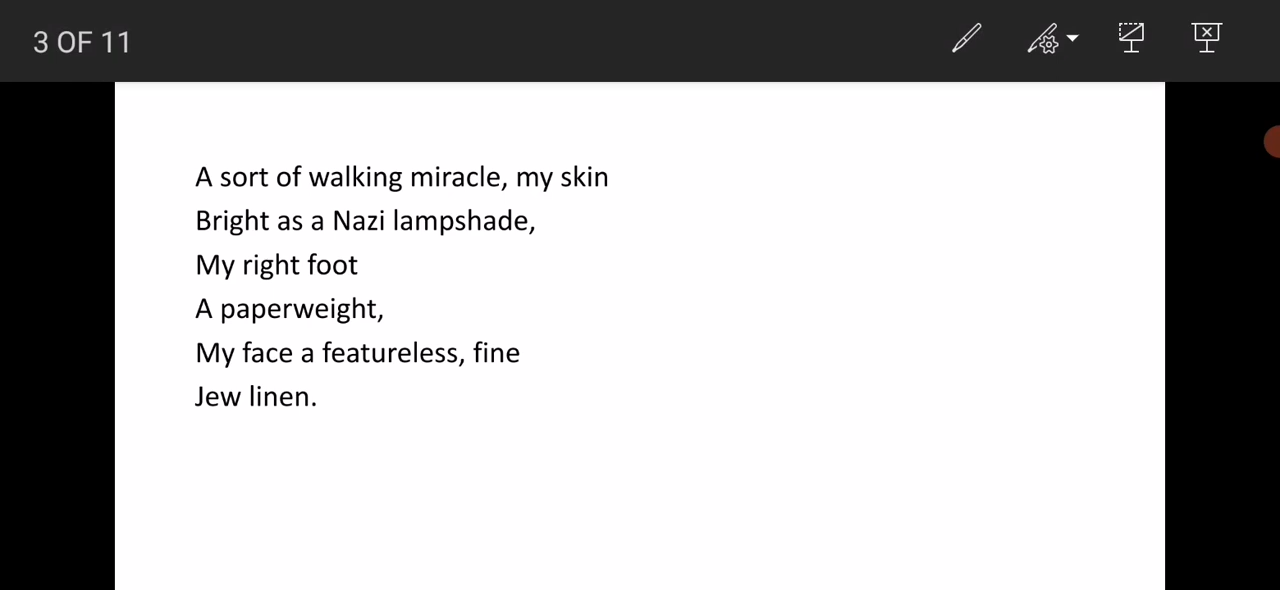 3 OF 11
A sort of walking miracle, my skin
Bright as a Nazi lampshade,
My right foot
A paperweight,
My face a featureless, fine
Jew linen.